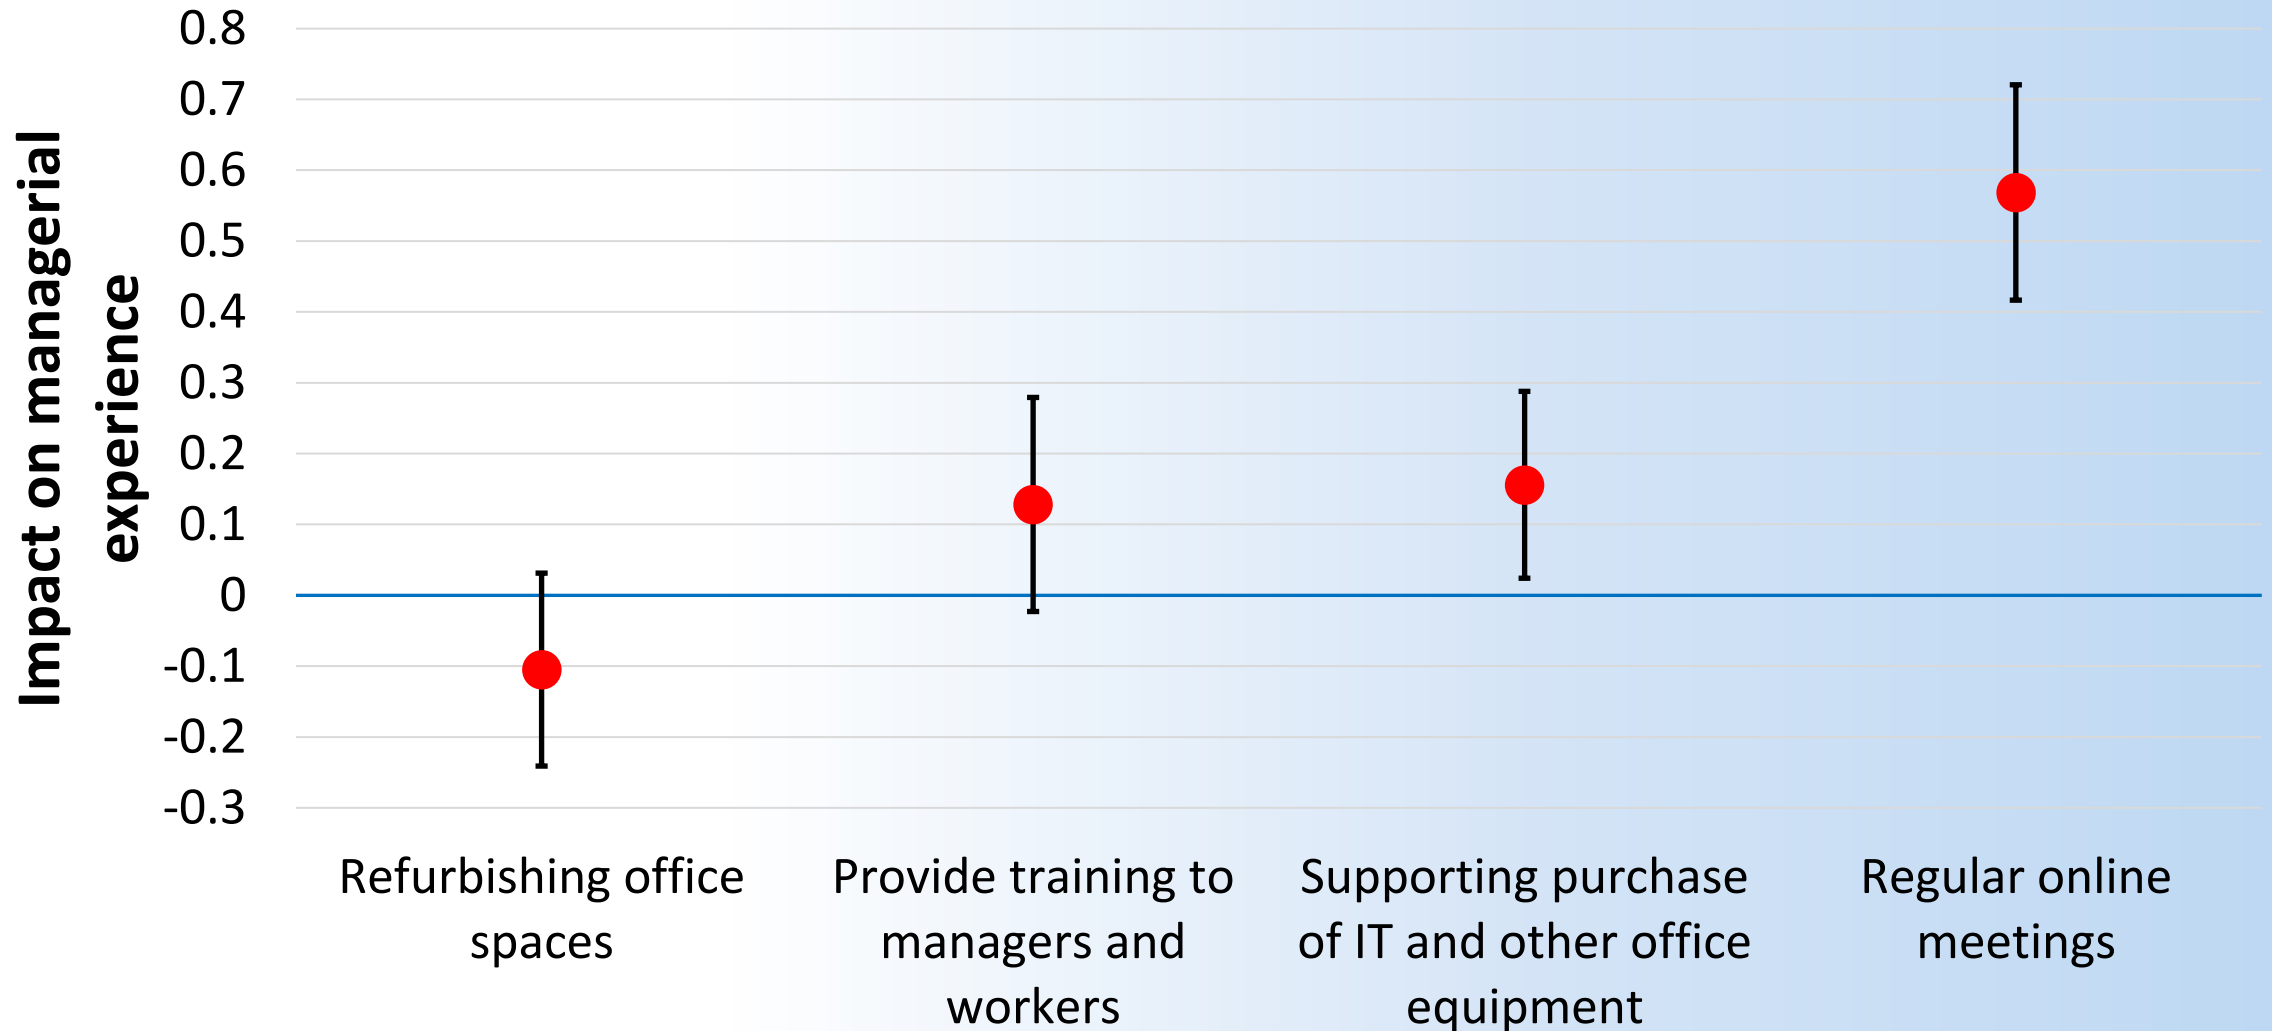 Impact on managerial
experience
0.8
0.7
0.6
0.5
0.4
0.3
0.2
0.1
0
-0.1
-0.2
-0.3
Refurbishing office
spaces
Provide training to
managers and
workers
Supporting purchase
of IT and other office
equipment
Regular online
meetings